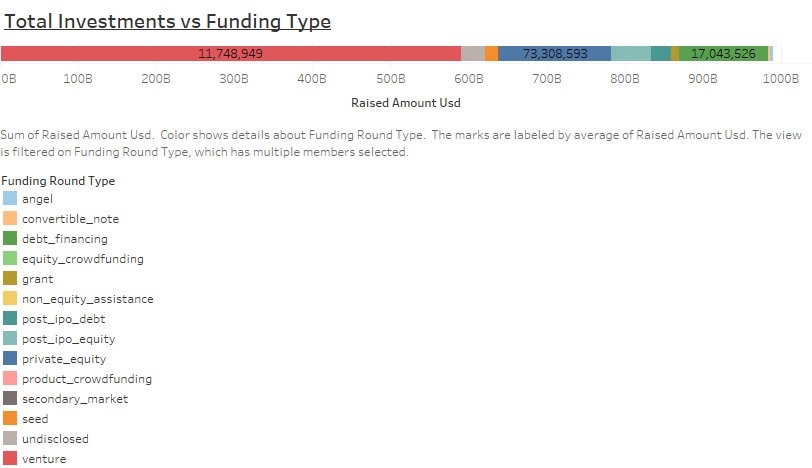 Total Investments vs Funding Type
11,748,949 73,308,593 17,043,526
0B 100B 200B 300B 400B 500B 600B 700B 800B 900B 1000B
Raised Amount Usd
Sum of Raised Amount Usd. Color shows details about Funding Round Type. The marks are labeled by average of Raised Amount Usd. The view
is filtered on Funding Round Type, which has multiple members selected.
Funding Round Type
angel
convertible_note
debt_financing
equity_crowdfunding
grant
non_equity_assistance
post_ipo_debt
post_ipo_equity
private_equity
product_crowdfunding
secondary_market
seed
undisclosed
venture